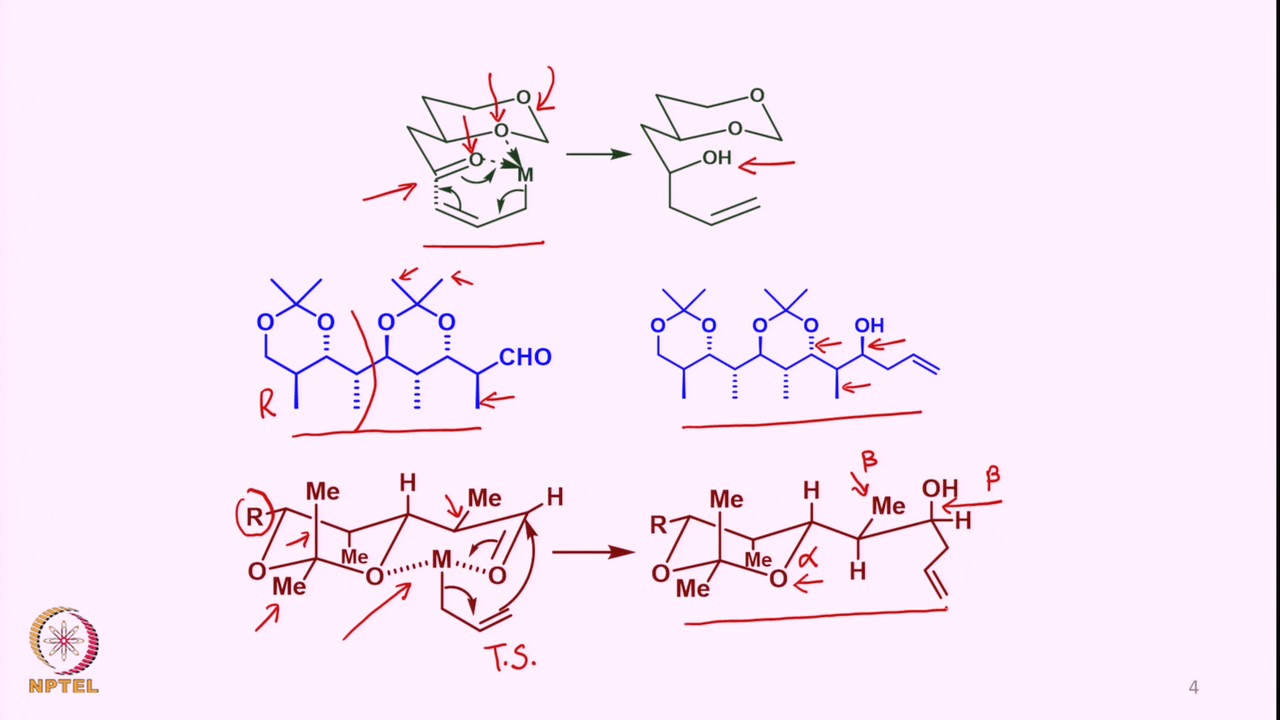 O
O
O
M
O
O
OH
O O O O
CHO
R
O O O O OH
R Me H Me H
Me
O Me O M O
T.S.
β
β
R Me H Me OH
H
Me α
O Me O H
NPTEL
4